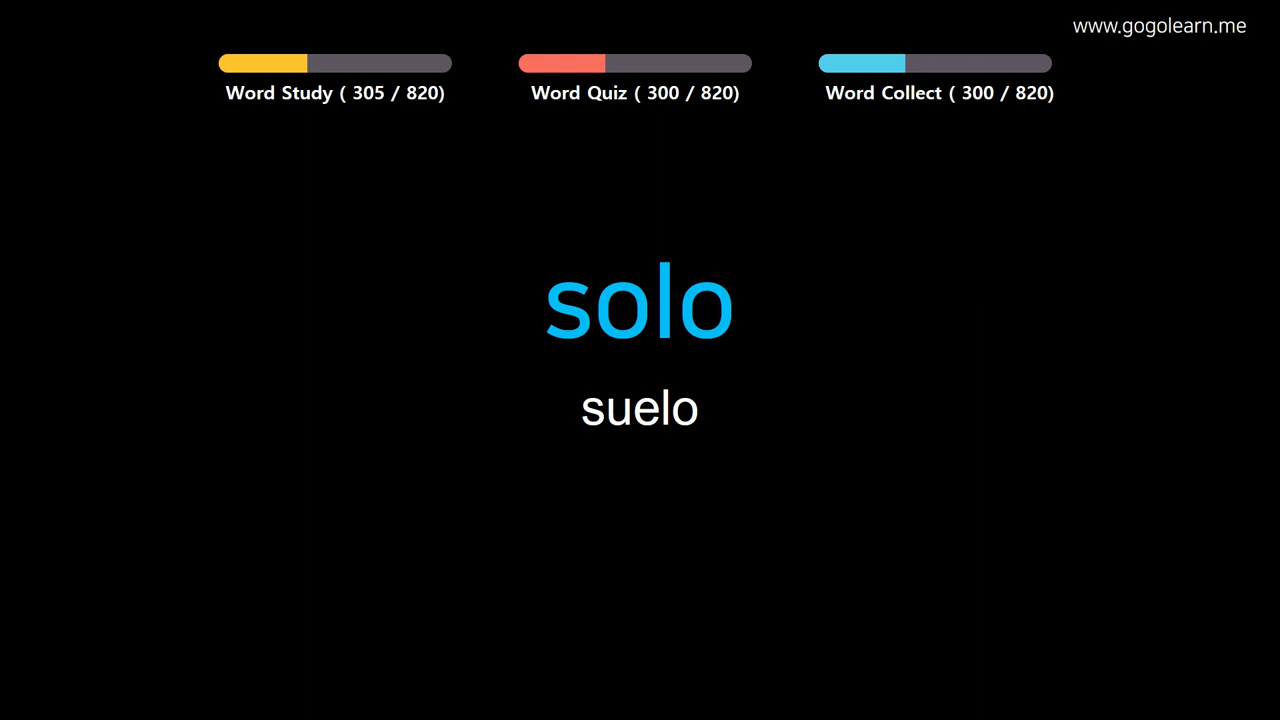 www.gogolearn.me
Word Study ( 305 / 820)
Word Quiz ( 300 / 820)
Word Collect ( 300 / 820)
solo
suelo